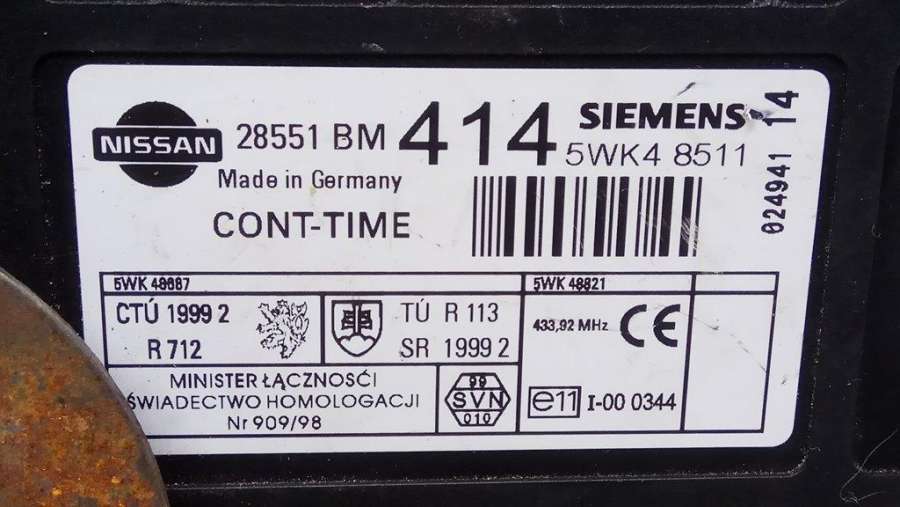 NISSAN
28551 BM 414
SIEMENS
5WK4 8511
Made in Germany
CONT-TIME
024941 14
5WK 48687
5WK 48821
CTÚ 1999 2
R 712
TÚ R 113
SR 1999 2
433,92 MHz CE
MINISTER ŁĄCZNOŚĆI
ŚWIADECTWO HOMOLOGACJI
Nr 909/98
99
SVN
010
e11 I-00 0344